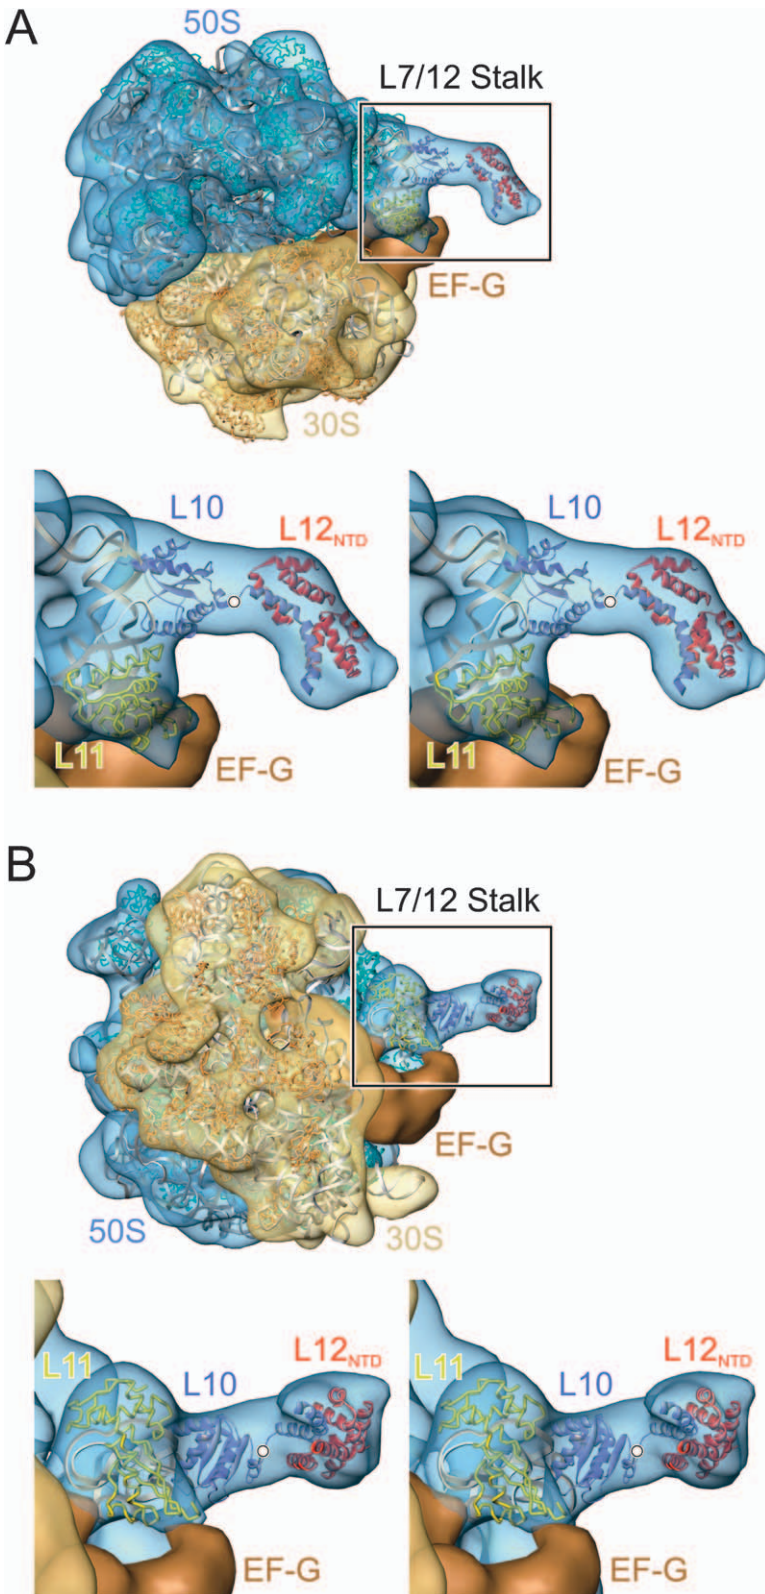 A
50S
L7/12 Stalk
EF-G
30S
L10
L12NTD
L11
EF-G
L10
L12NTD
L11
EF-G
B
L7/12 Stalk
EF-G
50S
30S
L11
L10
L12NTD
EF-G
L11
L10
L12NTD
EF-G